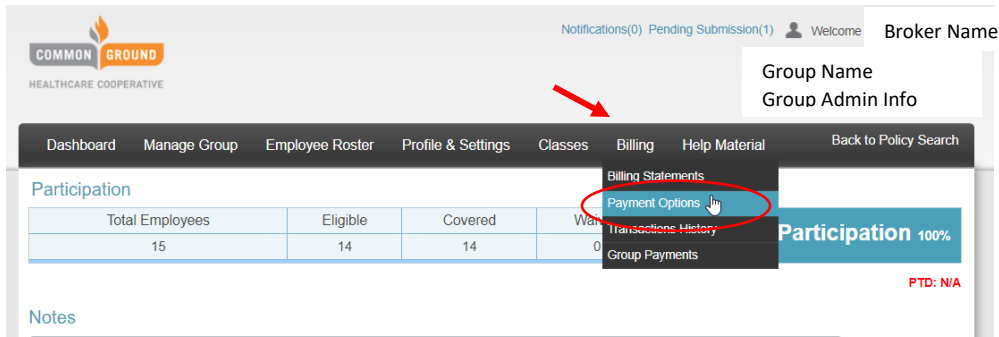 Notifications(0) Pending Submission(1) Welcome Broker Name
COMMON GROUND
HEALTHCARE COOPERATIVE
Group Name
Group Admin Info
Dashboard Manage Group Employee Roster Profile & Settings Classes Billing Help Material Back to Policy Search
Billing Statements
Payment Options
Transactions History
Group Payments
Participation
Total Employees Eligible Covered
15 14 14 0
Participation 100%
PTD: N/A
Notes